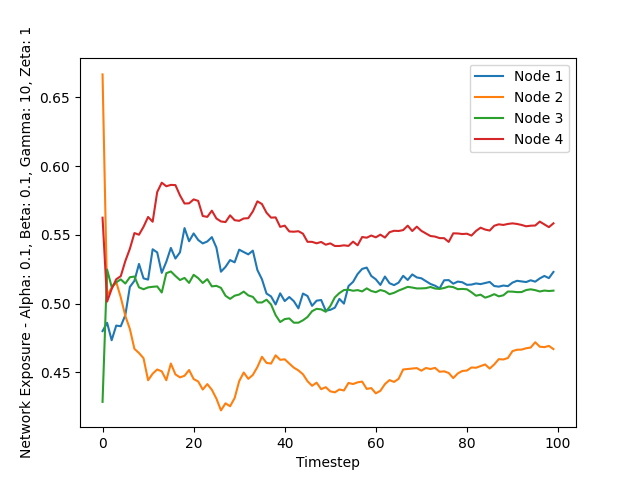 Network Exposure - Alpha: 0.1, Beta: 0.1, Gamma: 10, Zeta: 1
0.65
0.60
0.55
0.50
0.45
Node 1
Node 2
Node 3
Node 4
0
20
40
60
80
100
Timestep